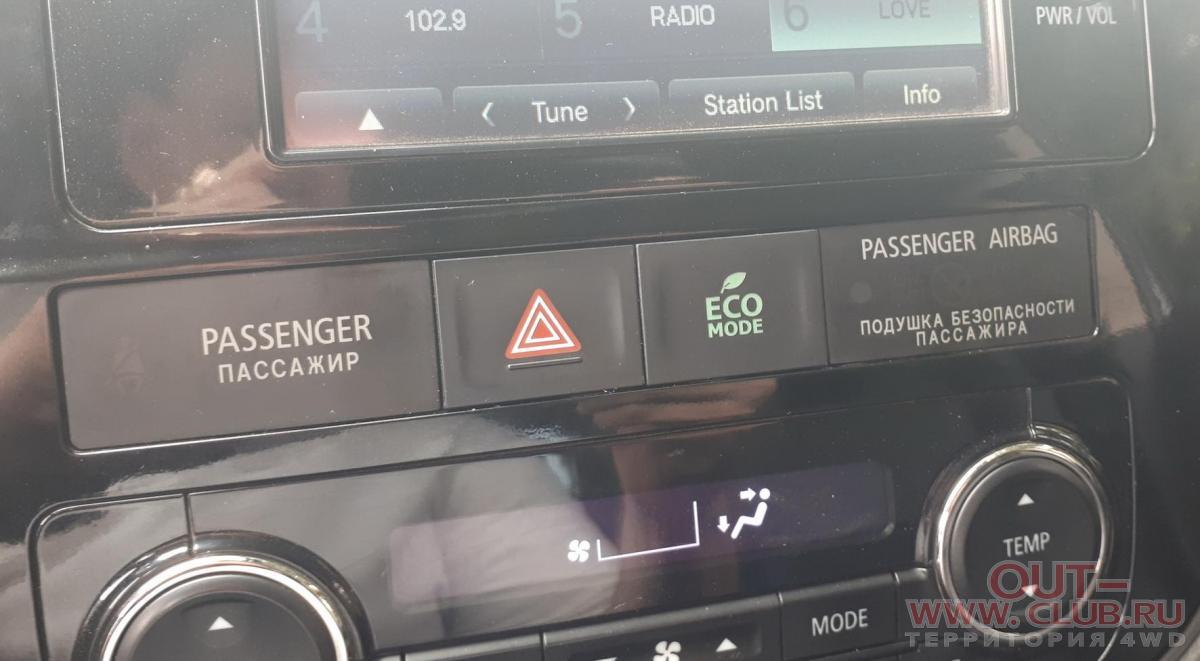 4 102.9 5 RADIO 6 LOVE
PWR / VOL
Tune
Station List
Info
PASSENGER
ПАССАЖИР
ECO
MODE
PASSENGER AIRBAG
ПОДУШКА БЕЗОПАСНОСТИ
ПАССАЖИРА
TEMP
MODE
OUT-
WWW.CLUB.RU
ТЕРРИТОРИЯ 4WD